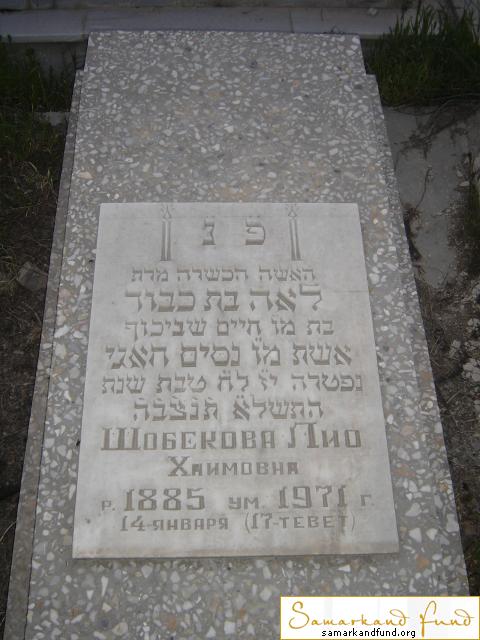 פ נ
האשה הכשרה מרת
לאה בת כבוד
בת מו חיים שביכוף
אשת מו נסים חאגי
נפטרה יז לח טבת שנת
התשלא תנצבה
Шобекова Лио
Хаимовна
р. 1885 ум. 1971 г.
14-января (17-тевет)
Samarkand Fund
samarkandfund.org